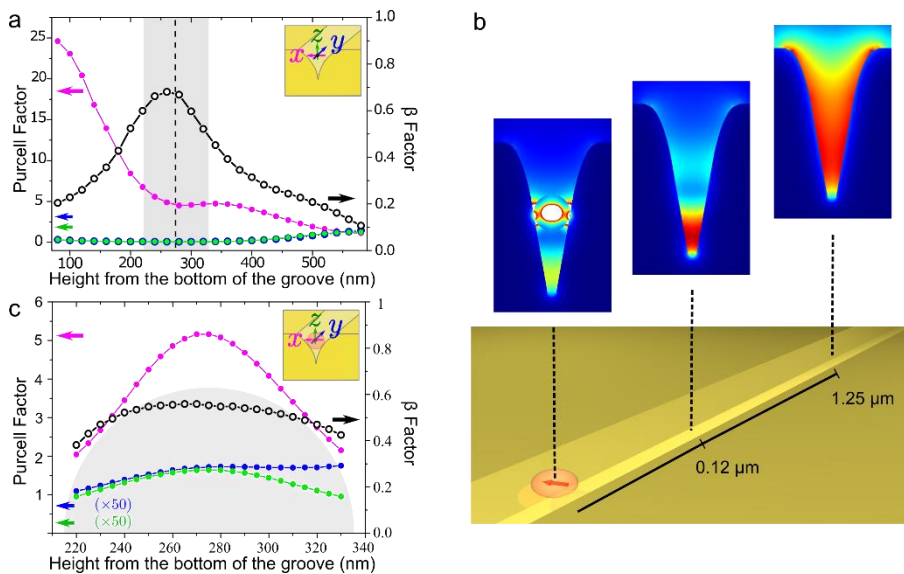 a
25
20
15
10
5
0
Purcell Factor
1.0
0.8
0.6
0.4
0.2
0.0
β Factor
x z y
100 200 300 400 500
Height from the bottom of the groove (nm)
b
0.12 µm
1.25 µm
c
6
5
4
3
2
1
Purcell Factor
1
0.8
0.6
0.4
0.2
0.0
β Factor
x z y
(×50)
(×50)
220 240 260 280 300 320 340
Height from the bottom of the groove (nm)